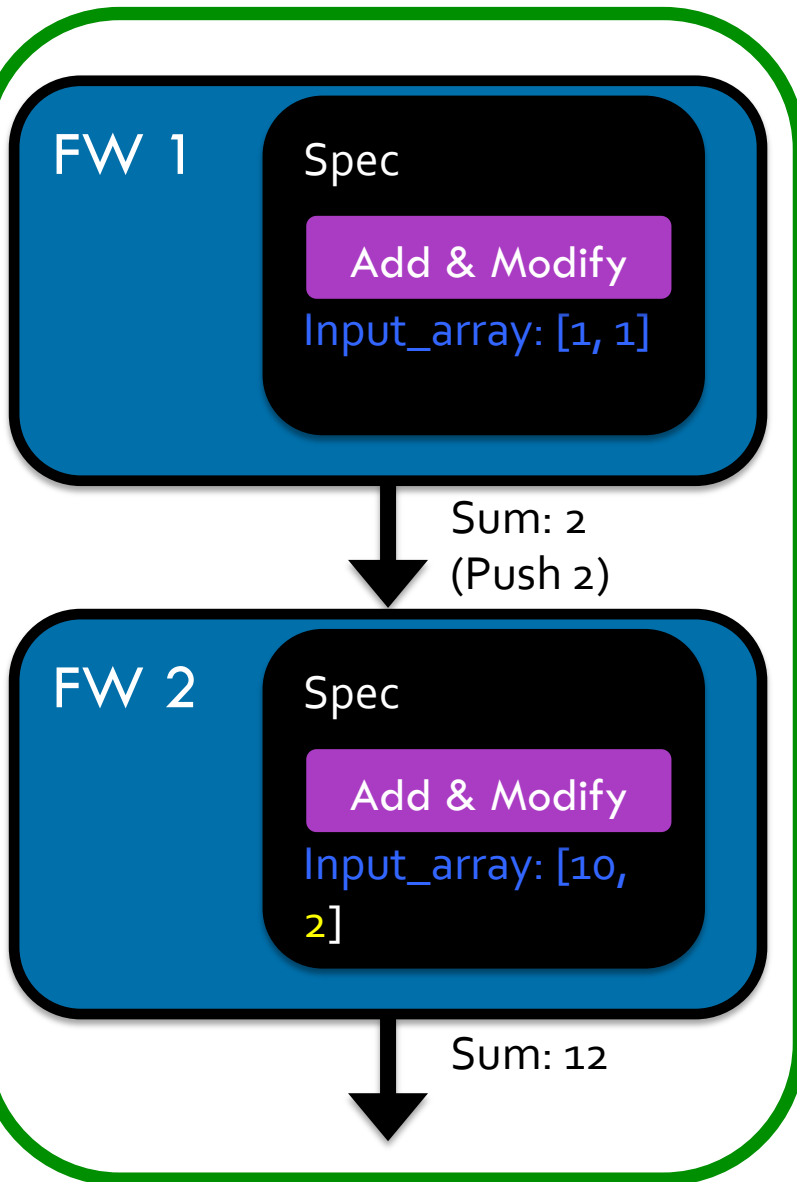 FW 1
Spec
Add & Modify
Input_array: [1, 1]
Sum: 2
(Push 2)
FW 2
Spec
Add & Modify
Input_array: [10,
2]
Sum: 12